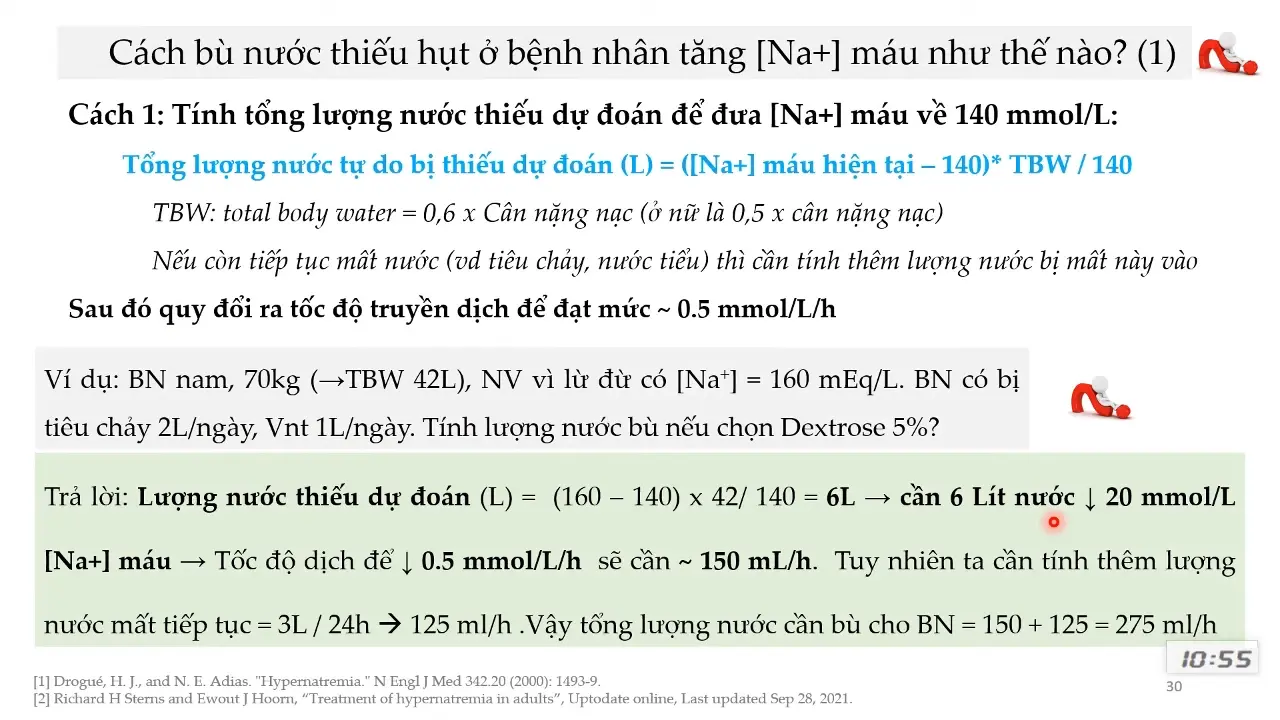 Cách bù nước thiếu hụt ở bệnh nhân tăng [Na+] máu như thế nào? (1)
Cách 1: Tính tổng lượng nước thiếu dự đoán để đưa [Na+] máu về 140 mmol/L:
Tổng lượng nước tự do bị thiếu dự đoán (L) = ([Na+] máu hiện tại – 140)* TBW / 140
TBW: total body water = 0,6 x Cân nặng nạc (ở nữ là 0,5 x cân nặng nạc)
Nếu còn tiếp tục mất nước (vd tiêu chảy, nước tiểu) thì cần tính thêm lượng nước bị mất này vào
Sau đó quy đổi ra tốc độ truyền dịch để đạt mức ~ 0.5 mmol/L/h
Ví dụ: BN nam, 70kg (→TBW 42L), NV vì lừ đừ có [Na⁺] = 160 mEq/L. BN có bị
tiêu chảy 2L/ngày, Vnt 1L/ngày. Tính lượng nước bù nếu chọn Dextrose 5%?
Trả lời: Lượng nước thiếu dự đoán (L) = (160 – 140) x 42/ 140 = 6L → cần 6 Lít nước ↓ 20 mmol/L
[Na+] máu → Tốc độ dịch để ↓ 0.5 mmol/L/h sẽ cần ~ 150 mL/h. Tuy nhiên ta cần tính thêm lượng
nước mất tiếp tục = 3L / 24h → 125 ml/h .Vậy tổng lượng nước cần bù cho BN = 150 + 125 = 275 ml/h
10:55
[1] Drogué, H. J., and N. E. Adias. "Hypernatremia." N Engl J Med 342.20 (2000): 1493-9.
[2] Richard H Sterns and Ewout J Hoorn, “Treatment of hypernatremia in adults”, Uptodate online, Last updated Sep 28, 2021.
30